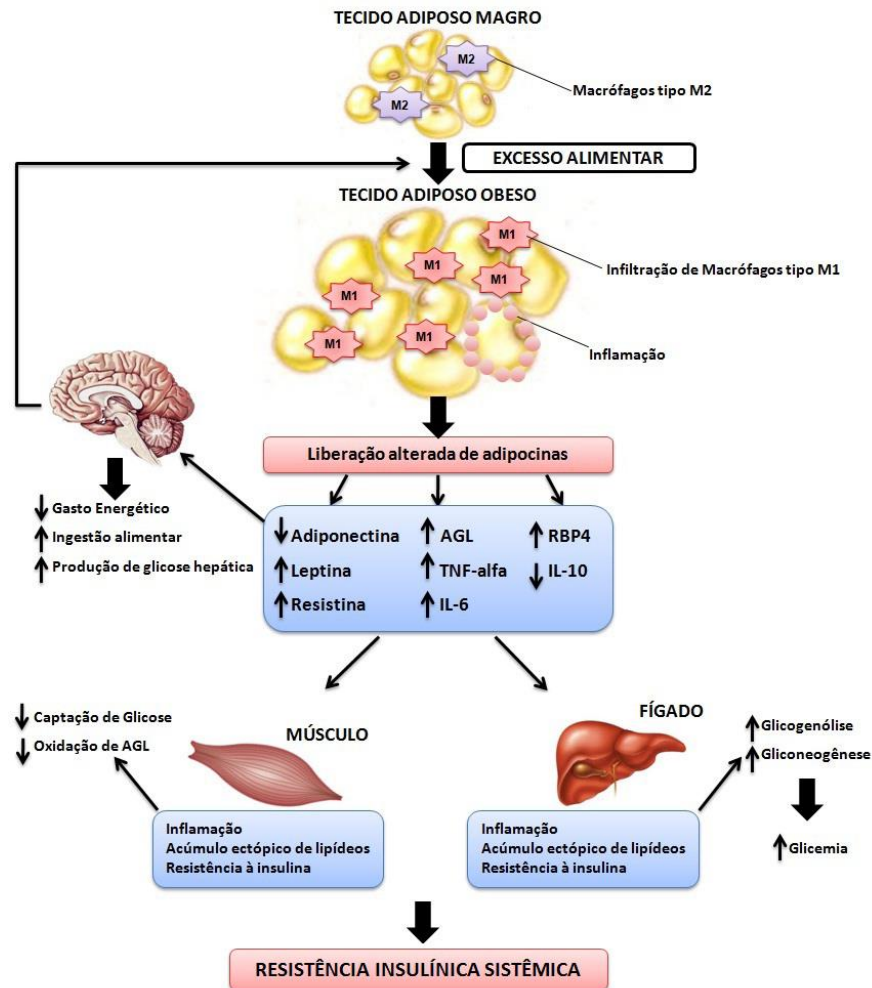 TECIDO ADIPOSO MAGRO
M2
M2
Macrófagos tipo M2
EXCESSO ALIMENTAR
TECIDO ADIPOSO OBESO
M1
M1
M1
M1
M1
M1
Infiltração de Macrófagos tipo M1
Inflamação
Liberação alterada de adipocinas
Gasto Energético
Ingestão alimentar
Produção de glicose hepática
Adiponectina
Leptina
Resistina
AGL
TNF-alfa
IL-6
RBP4
IL-10
Captação de Glicose
Oxidação de AGL
MÚSCULO
Inflamação
Acúmulo ectópico de lipídeos
Resistência à insulina
FÍGADO
Inflamação
Acúmulo ectópico de lipídeos
Resistência à insulina
Glicogenólise
Gliconeogênese
Glicemia
RESISTÊNCIA INSULÍNICA SISTÊMICA